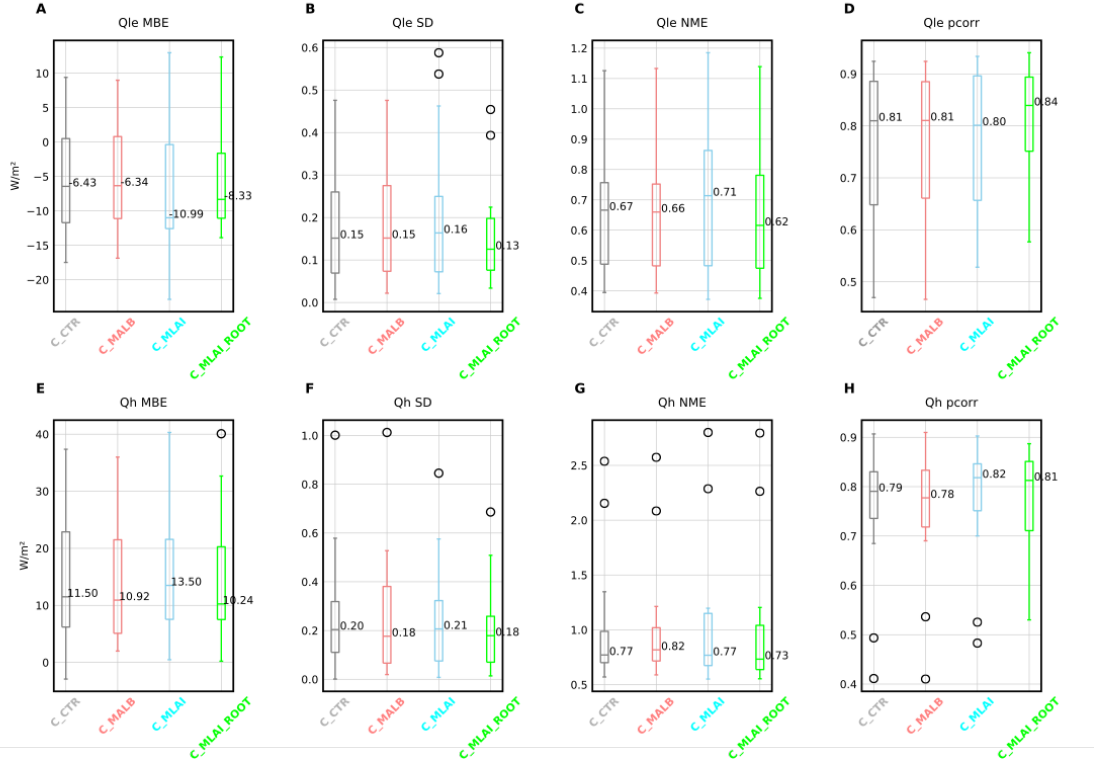 A
Qle MBE
W/m²
10
5
0
−5
−10
−15
−20
-6.43
-6.34
-10.99
-8.33
C_CTR
C_MALB
C_MLAI
C_MLAI_ROOT
B
Qle SD
0.6
0.5
0.4
0.3
0.2
0.1
0.0
0.15
0.15
0.16
0.13
C_CTR
C_MALB
C_MLAI
C_MLAI_ROOT
C
Qle NME
1.2
1.1
1.0
0.9
0.8
0.7
0.6
0.5
0.4
0.67
0.66
0.71
0.62
C_CTR
C_MALB
C_MLAI
C_MLAI_ROOT
D
Qle pcorr
0.9
0.8
0.7
0.6
0.5
0.81
0.81
0.80
0.84
C_CTR
C_MALB
C_MLAI
C_MLAI_ROOT
E
Qh MBE
W/m²
40
30
20
10
0
11.50
10.92
13.50
10.24
C_CTR
C_MALB
C_MLAI
C_MLAI_ROOT
F
Qh SD
1.0
0.8
0.6
0.4
0.2
0.0
0.20
0.18
0.21
0.18
C_CTR
C_MALB
C_MLAI
C_MLAI_ROOT
G
Qh NME
2.5
2.0
1.5
1.0
0.5
0.77
0.82
0.77
0.73
C_CTR
C_MALB
C_MLAI
C_MLAI_ROOT
H
Qh pcorr
0.9
0.8
0.7
0.6
0.5
0.4
0.79
0.78
0.82
0.81
C_CTR
C_MALB
C_MLAI
C_MLAI_ROOT